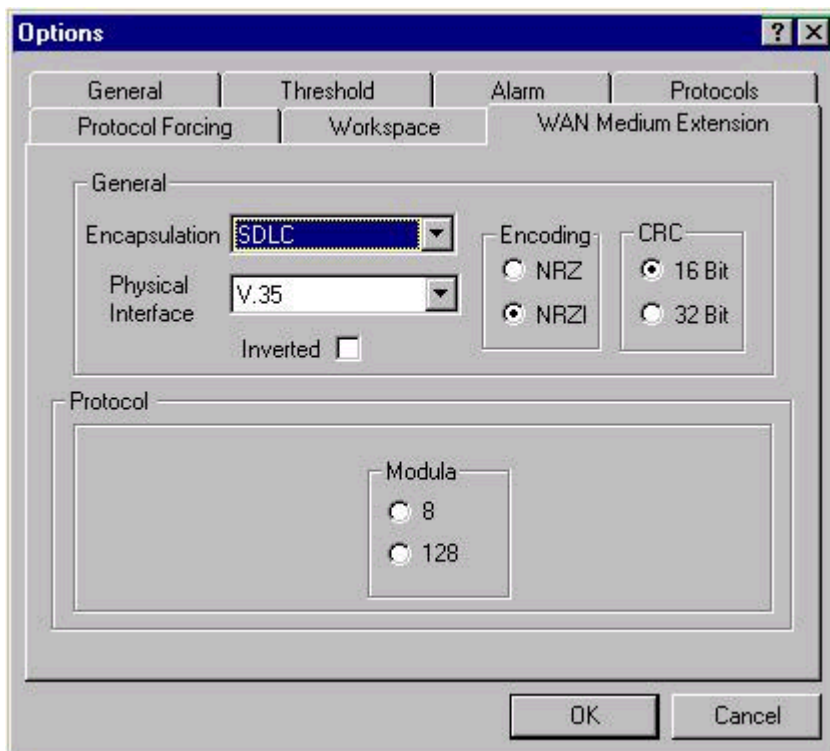 Options
General Threshold Alarm Protocols
Protocol Forcing Workspace WAN Medium Extension
General
Encapsulation SDLC
Physical Interface V.35
Inverted
Encoding
NRZ
NRZI
CRC
16 Bit
32 Bit
Protocol
Modula
8
128
OK Cancel